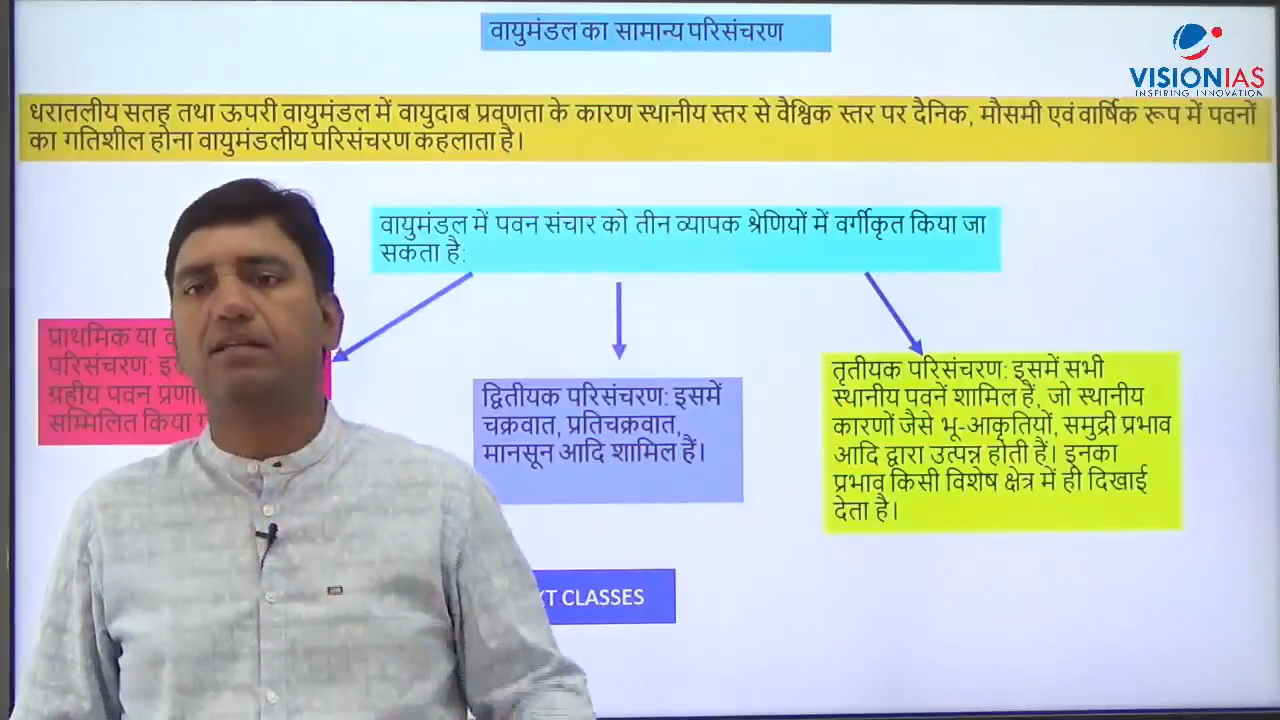 वायुमंडल का सामान्य परिसंचरण
VISIONIAS
INSPIRING INNOVATION
धरातलीय सतह तथा ऊपरी वायुमंडल में वायुदाब प्रवणता के कारण स्थानीय स्तर से वैश्विक स्तर पर दैनिक, मौसमी एवं वार्षिक रूप में पवनों
का गतिशील होना वायुमंडलीय परिसंचरण कहलाता है।
वायुमंडल में पवन संचार को तीन व्यापक श्रेणियों में वर्गीकृत किया जा
सकता है:
प्राथमिक या
परिसंचरण:
ग्रहीय पवन
सम्मिलित किया
द्वितीयक परिसंचरण: इसमें
चक्रवात, प्रतिचक्रवात,
मानसून आदि शामिल हैं।
तृतीयक परिसंचरण: इसमें सभी
स्थानीय पवनें शामिल हैं, जो स्थानीय
कारणों जैसे भू-आकृतियों, समुद्री प्रभाव
आदि द्वारा उत्पन्न होती हैं। इनका
प्रभाव किसी विशेष क्षेत्र में ही दिखाई
देता है।
CLASSES